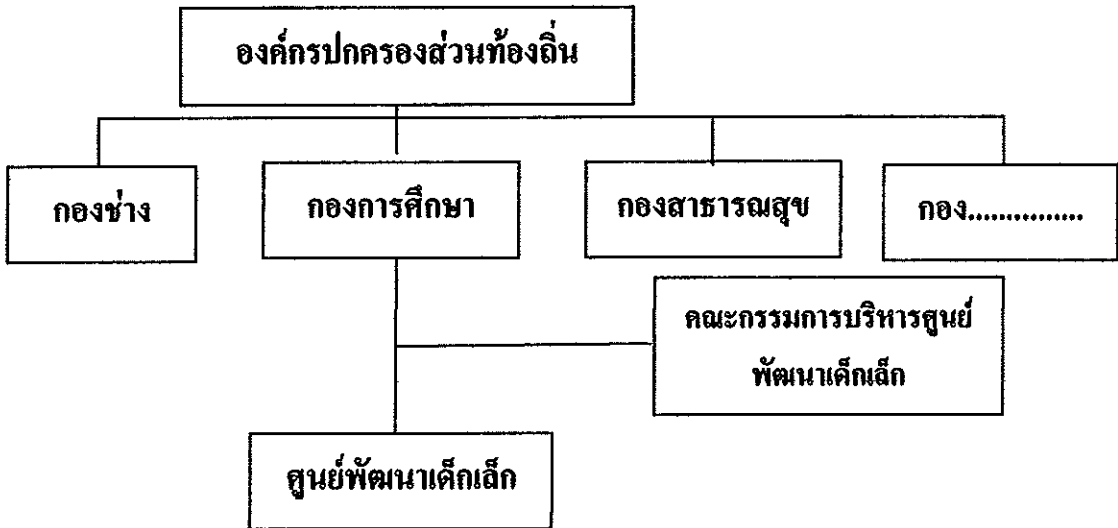 องค์กรปกครองส่วนท้องถิ่น
กองช่าง
กองการศึกษา
กองสาธารณสุข
กอง...............
คณะกรรมการบริหารศูนย์
พัฒนาเด็กเล็ก
ศูนย์พัฒนาเด็กเล็ก